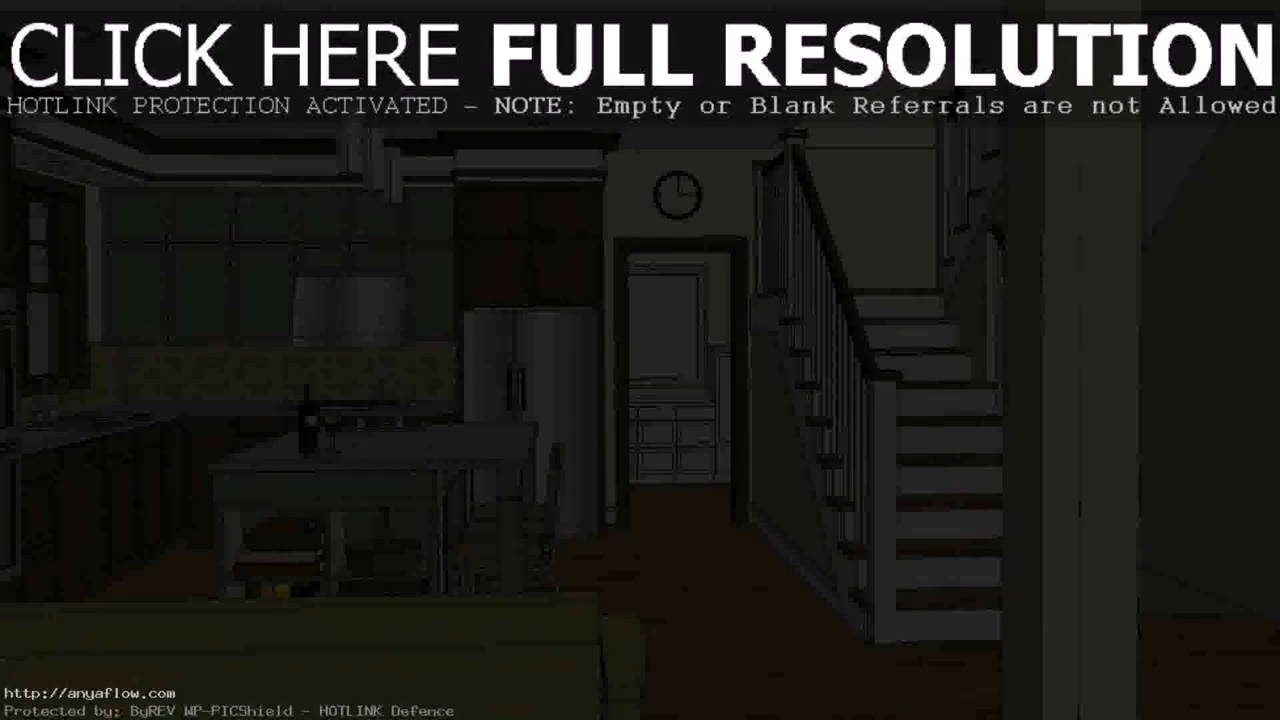 CLICK HERE FULL RESOLUTION
HOTLINK PROTECTION ACTIVATED - NOTE: Empty or Blank Referrals are not Allowed
http://anyaflow.com
Protected by: ByREV WP-PICShield - HOTLINK Defence